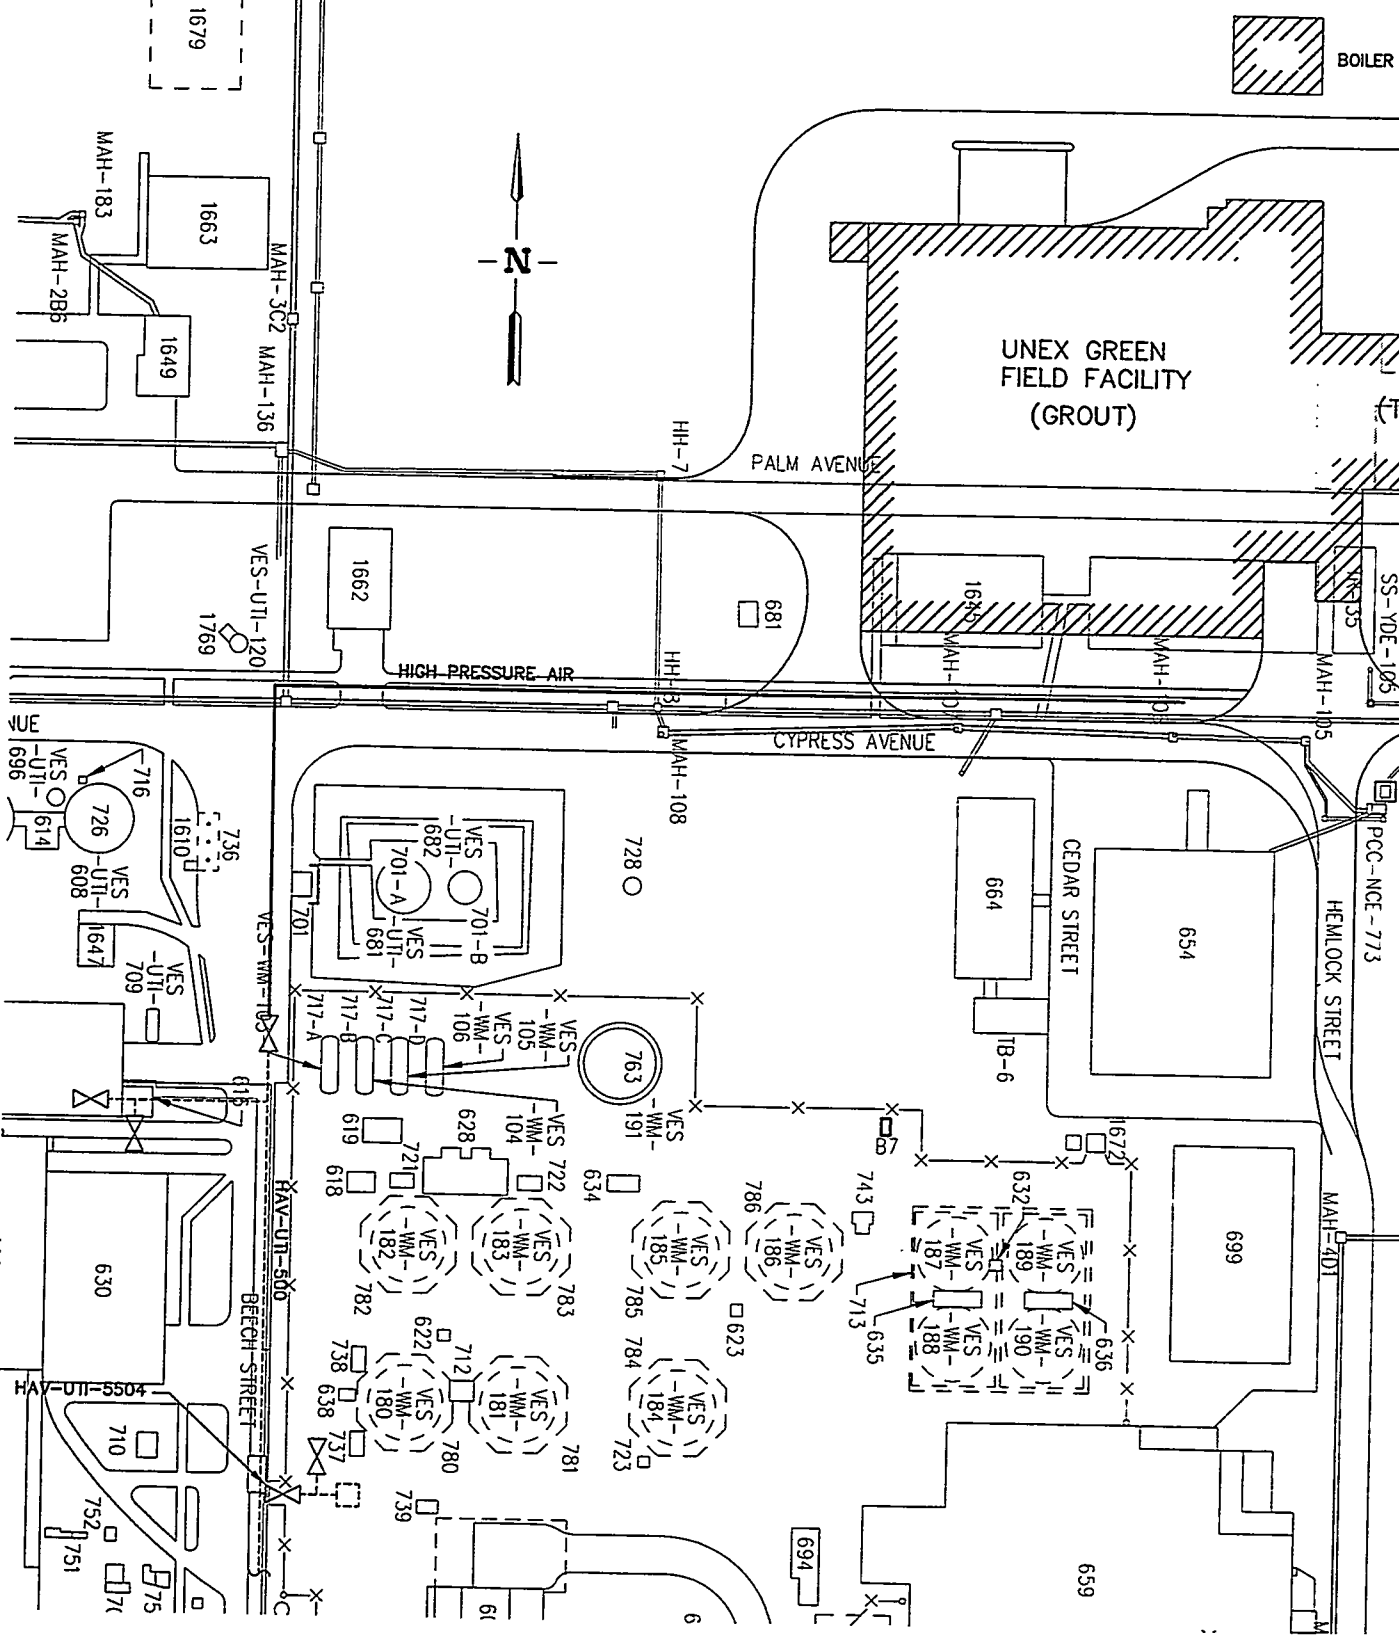 1679
BOILER
MAH-183
1663
MAH-2B6
MAH-3C2
N
1649
MAH-136
UNEX GREEN
FIELD FACILITY
(GROUT)
(T
HH-7
PALM AVENUE
VES-UTI-120
1662
1769
681
SS-YDE-105
HIGH-PRESSURE-AIR
MAH-105
CYPRESS AVENUE
MAH-108
VES
-UTI-
696
716
726
614
736
1610
VES
-UTI-
608
1647
VES
-UTI-
709
VES
-UTI-
682
701-A
701-B
VES
-UTI-
681
701
728
664
CEDAR STREET
654
HEMLOCK STREET
PCC-NCE-773
TB-6
717-A
717-B
717-C
717-D
VES
-WM-
106
VES
-WM-
105
763
VES
-WM-
104
VES
-WM-
191
619
628
618
721
722
634
B7
1672
743
632
699
MAH-4D1
VES
-WM-
182
782
VES
-WM-
183
783
VES
-WM-
185
785
786
VES
-WM-
186
VES
-WM-
187
VES
-WM-
189
VES
-WM-
188
VES
-WM-
190
713
635
636
HAV-UTI-500
630
BEECH STREET
HAV-UTI-5504
622
712
623
738
638
737
VES
-WM-
180
780
VES
-WM-
181
781
784
VES
-WM-
184
723
710
752
751
75
739
694
659
6